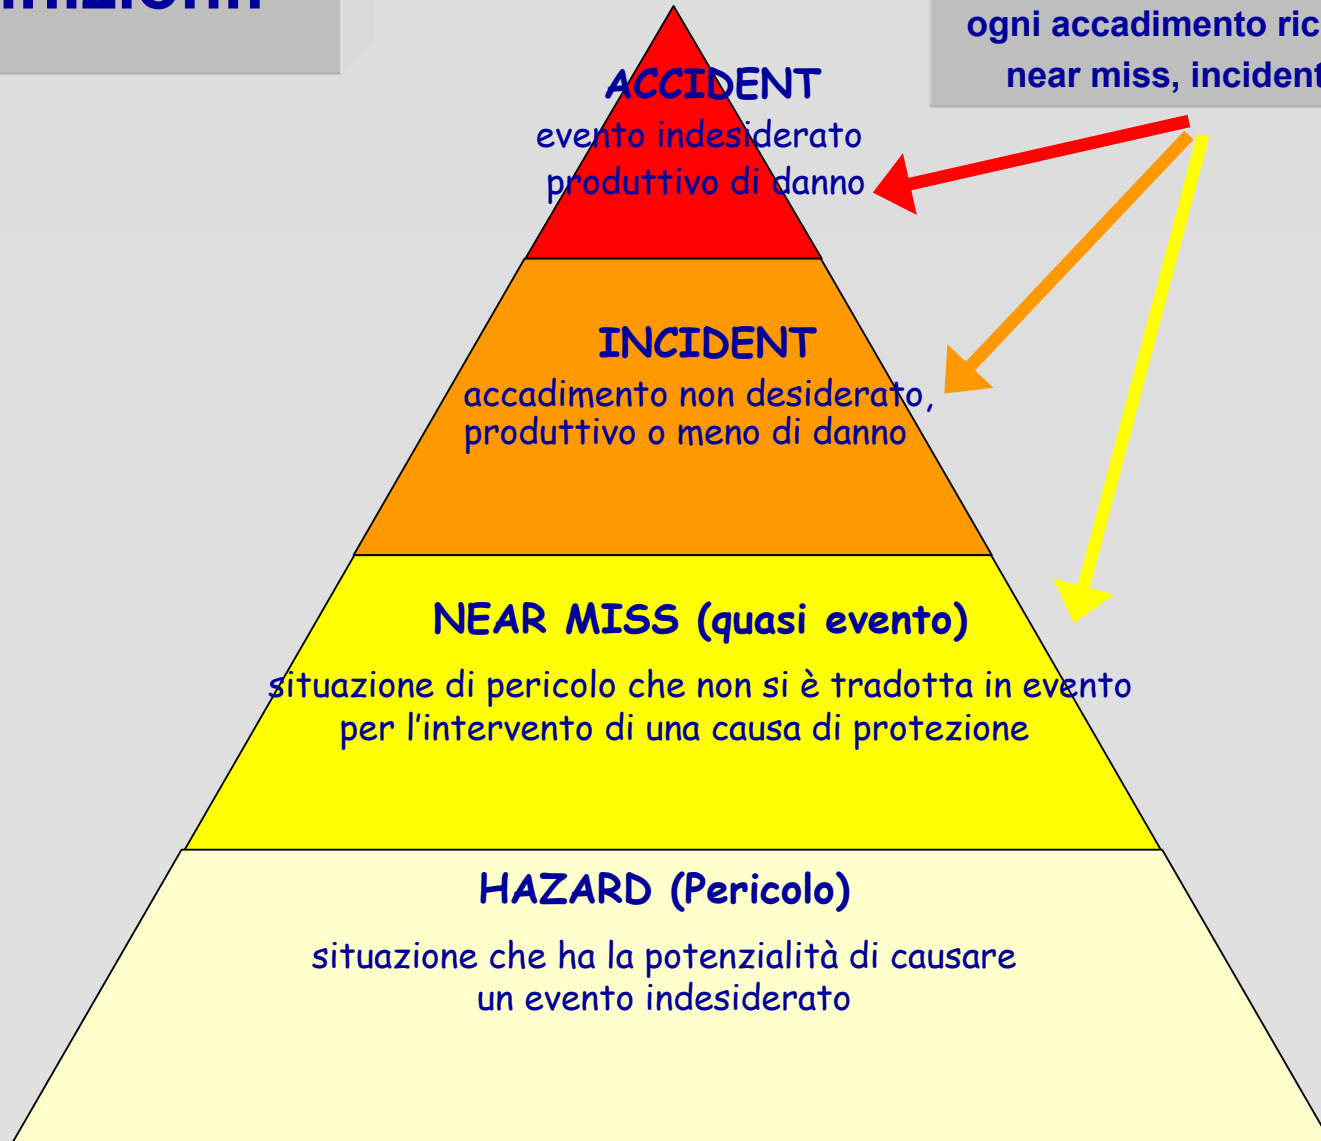 ogni accadimento
near miss,
ACCIDENT
evento indesiderato
produttivo di danno
INCIDENT
accadimento non desiderato,
produttivo o meno di danno
NEAR MISS (quasi evento)
situazione di pericolo che non si è tradotta in evento
per l’intervento di una causa di protezione
HAZARD (Pericolo)
situazione che ha la potenzialità di causare
un evento indesiderato